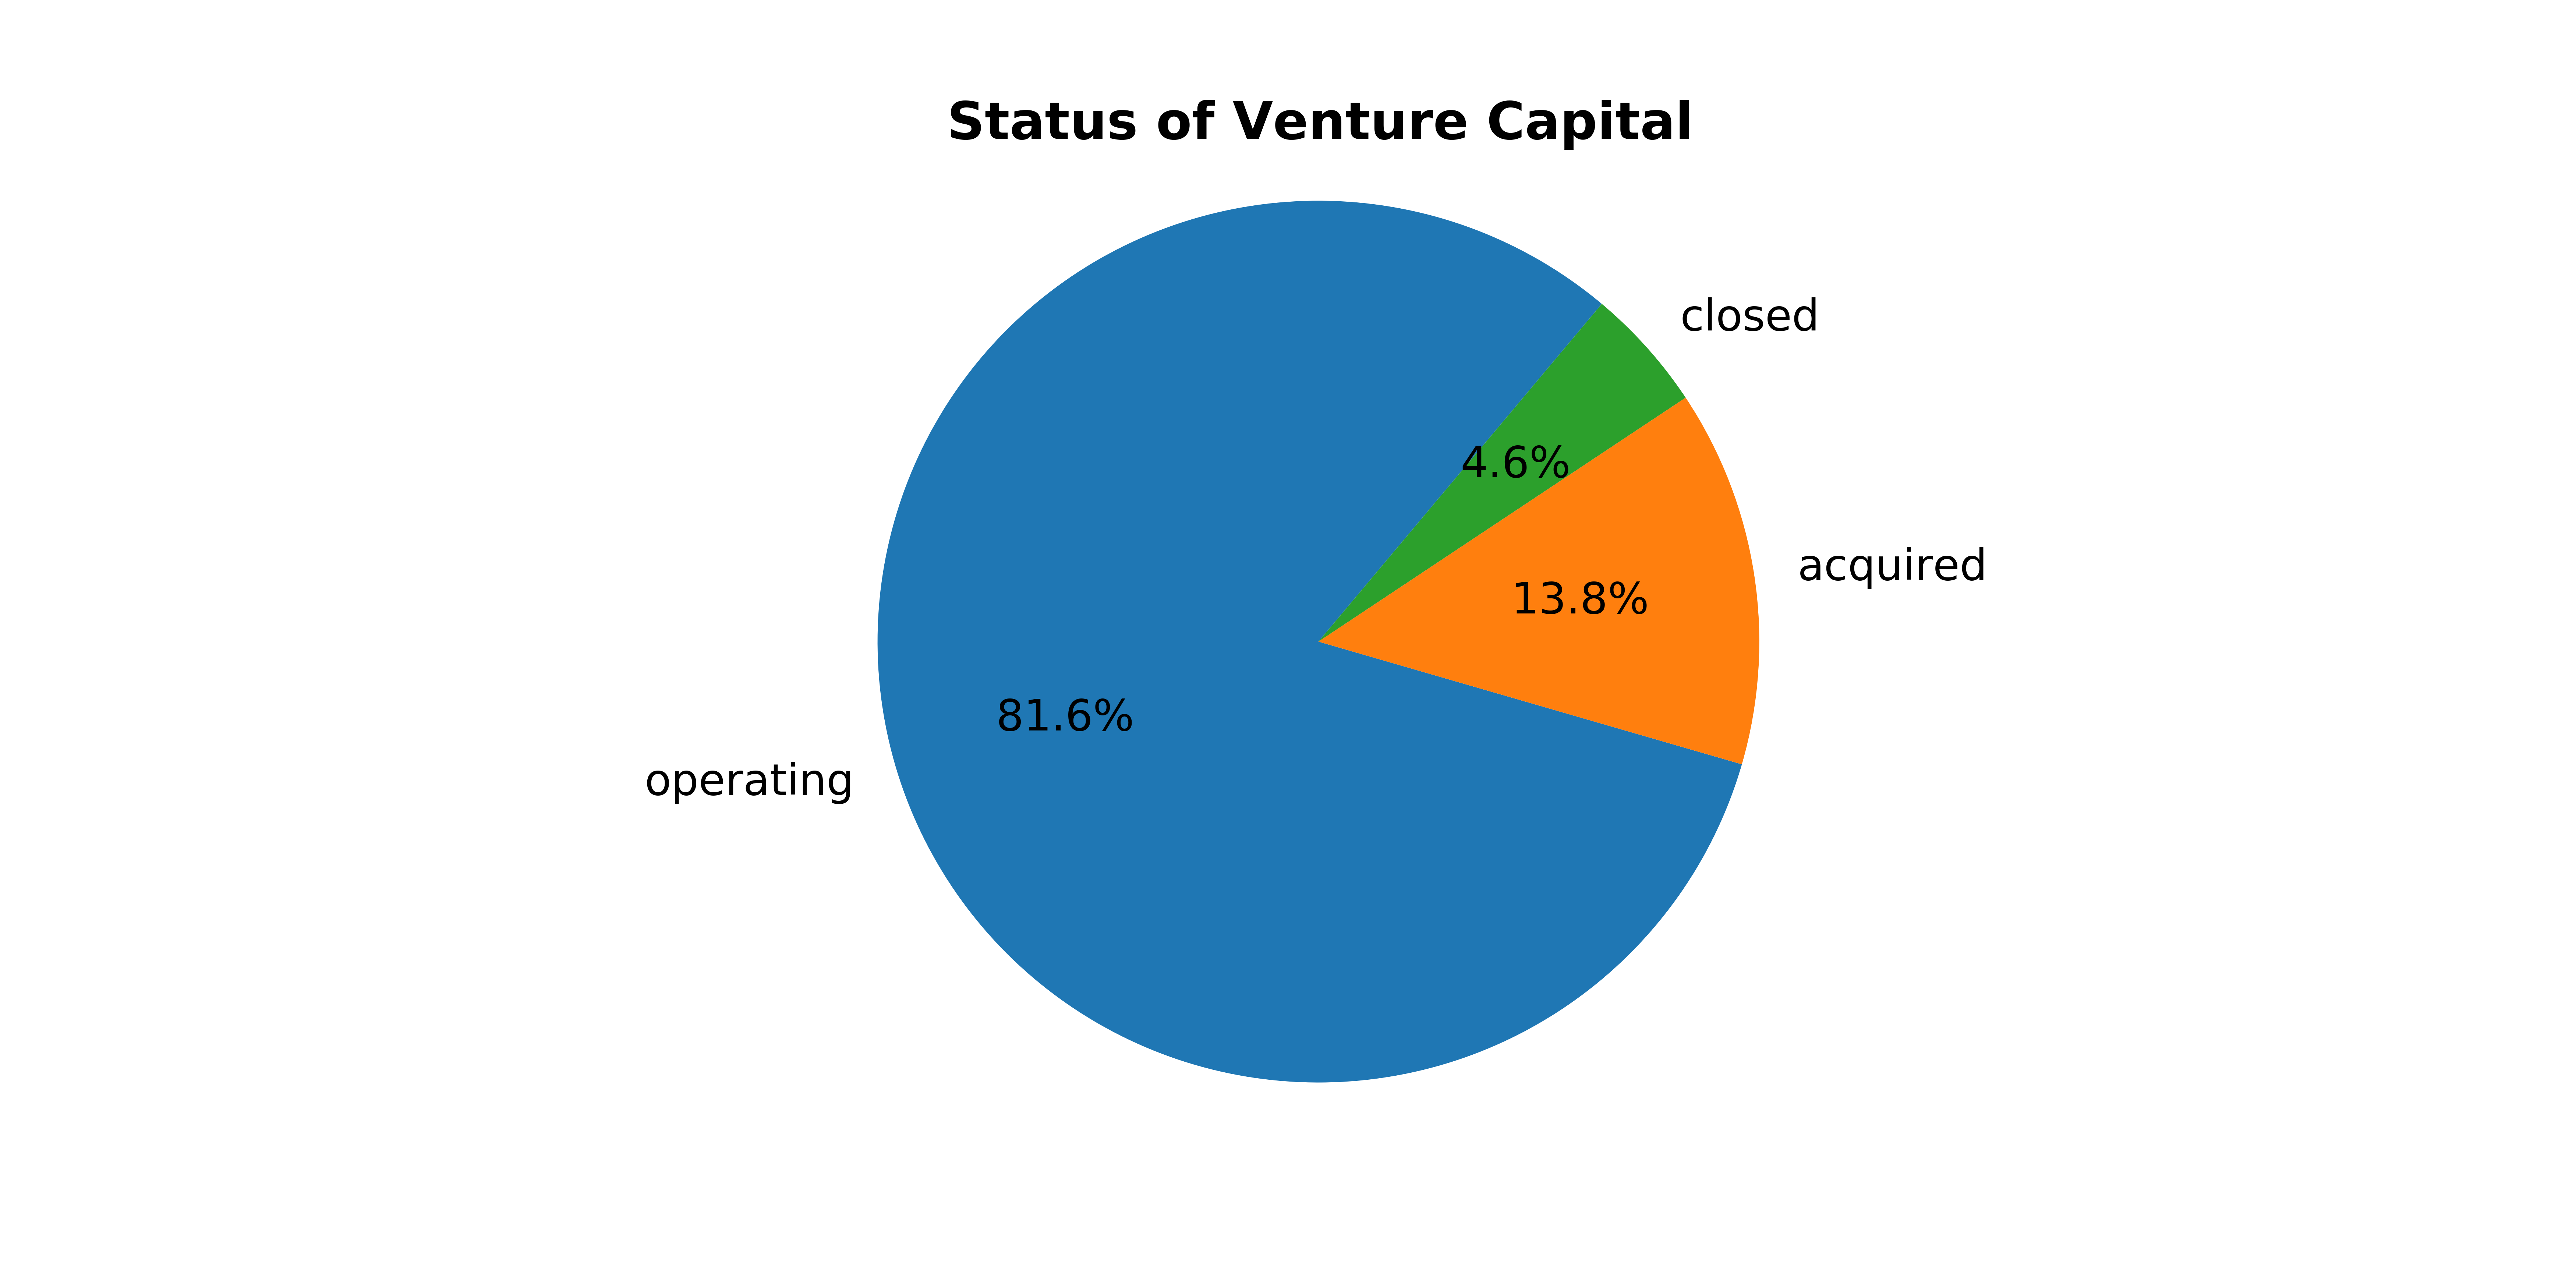 Status of Venture Capital
closed
4.6%
acquired
13.8%
81.6%
operating